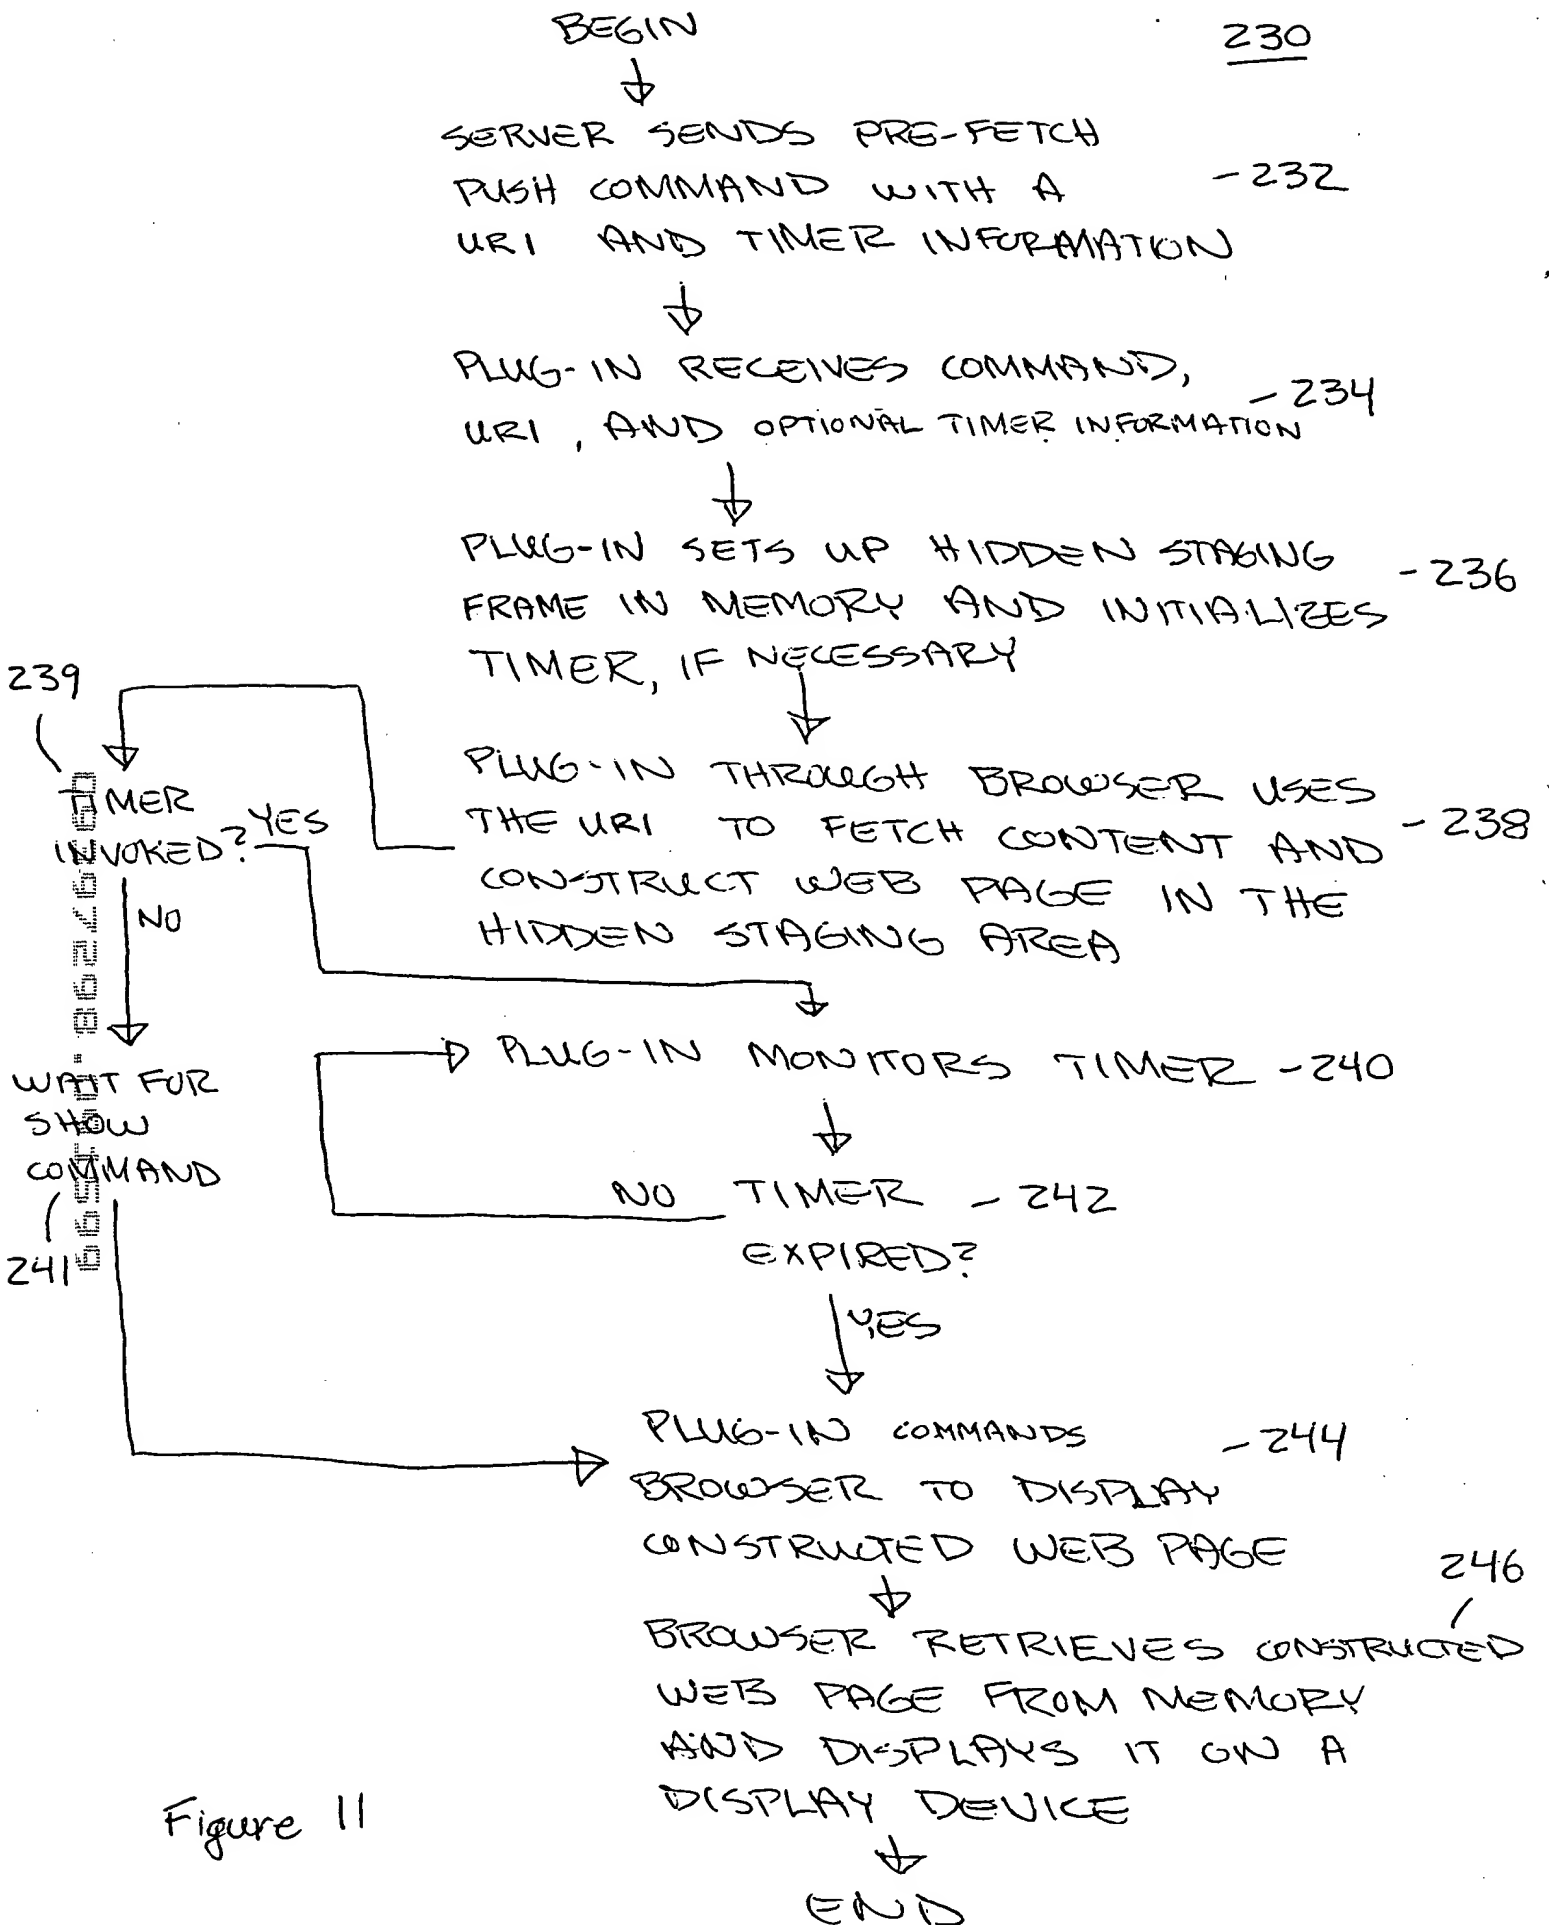 BEGIN
230
SERVER SENDS PRE-FETCH
PUSH COMMAND WITH A
-232
URI AND TIMER INFORMATION
PLUG-IN RECEIVES COMMAND,
-234
URI, AND OPTIONAL TIMER INFORMATION
PLUG-IN SETS UP HIDDEN STAGING
-236
FRAME IN MEMORY AND INITIALIZES
TIMER, IF NECESSARY
239
TIMER
INVOKED? YES
NO
PLUG-IN THROUGH BROWSER USES
THE URI TO FETCH CONTENT AND
-238
CONSTRUCT WEB PAGE IN THE
HIDDEN STAGING AREA
PLUG-IN MONITORS TIMER -240
WAIT FOR
SHOW
COMMAND
241
NO TIMER -242
EXPIRED?
YES
PLUG-IN COMMANDS
-244
BROWSER TO DISPLAY
CONSTRUCTED WEB PAGE
246
BROWSER RETRIEVES CONSTRUCTED
WEB PAGE FROM MEMORY
AND DISPLAYS IT ON A
DISPLAY DEVICE
END
Figure 11